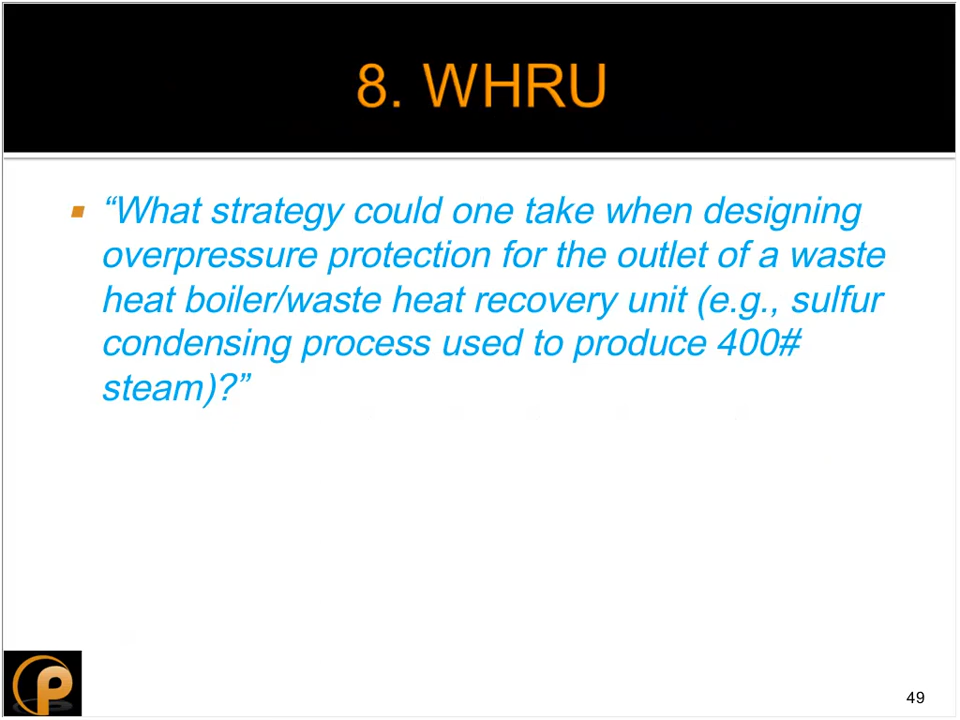 8. WHRU
▪ “What strategy could one take when designing
overpressure protection for the outlet of a waste
heat boiler/waste heat recovery unit (e.g., sulfur
condensing process used to produce 400#
steam)?”
p
49